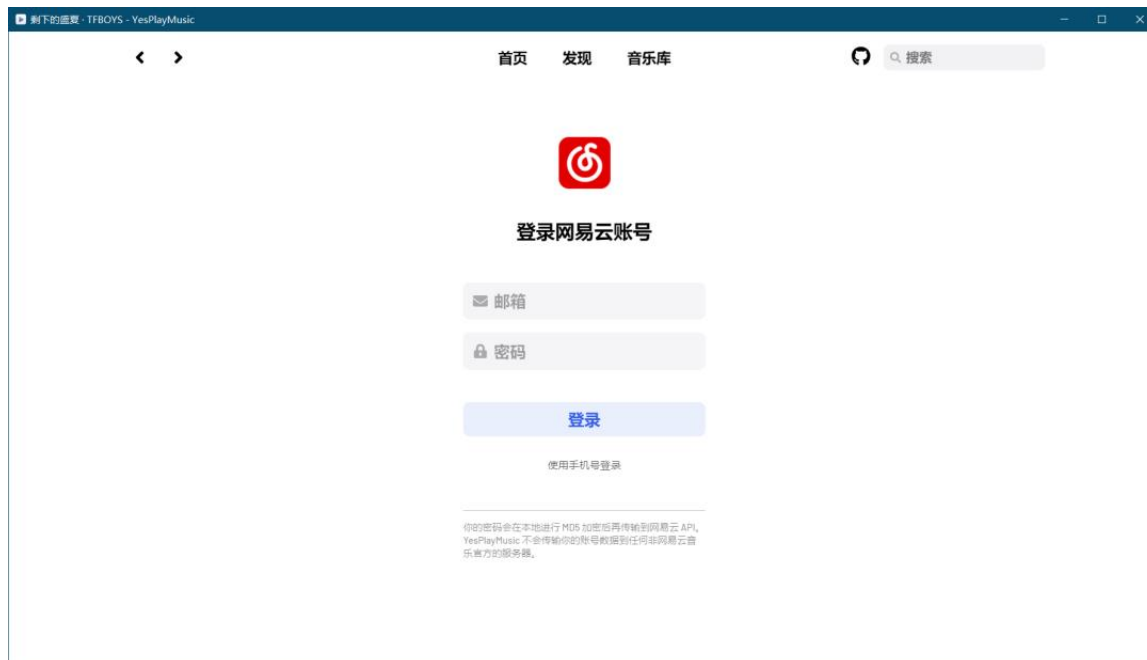 剩下的盛夏 - TFBOYS - YesPlayMusic
首页 发现 音乐库 搜索
登录网易云账号
邮箱
密码
登录
使用手机号登录
你的密码会在本地进行 MD5 加密后再传输到网易云 API。
YesPlayMusic 不会传输你的账号数据到任何非网易云音
乐官方的服务器。